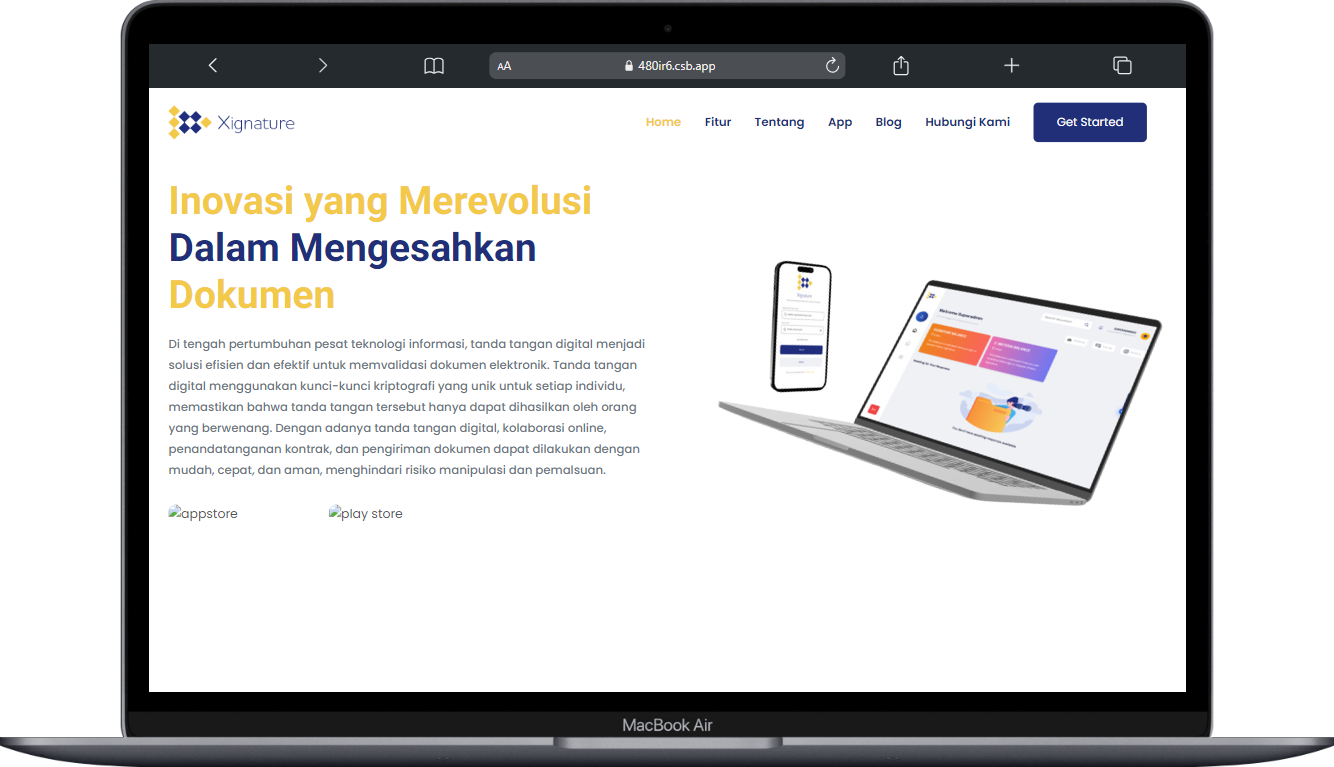 AA
480ir6.csb.app
Xignature
Home Fitur Tentang App Blog Hubungi Kami Get Started
Inovasi yang Merevolusi
Dalam Mengesahkan
Dokumen
Di tengah pertumbuhan pesat teknologi informasi, tanda tangan digital menjadi
solusi efisien dan efektif untuk memvalidasi dokumen elektronik. Tanda tangan
digital menggunakan kunci-kunci kriptografi yang unik untuk setiap individu,
memastikan bahwa tanda tangan tersebut hanya dapat dihasilkan oleh orang
yang berwenang. Dengan adanya tanda tangan digital, kolaborasi online,
penandatanganan kontrak, dan pengiriman dokumen dapat dilakukan dengan
mudah, cepat, dan aman, menghindari risiko manipulasi dan pemalsuan.
appstore
play store
Xignature
MacBook Air